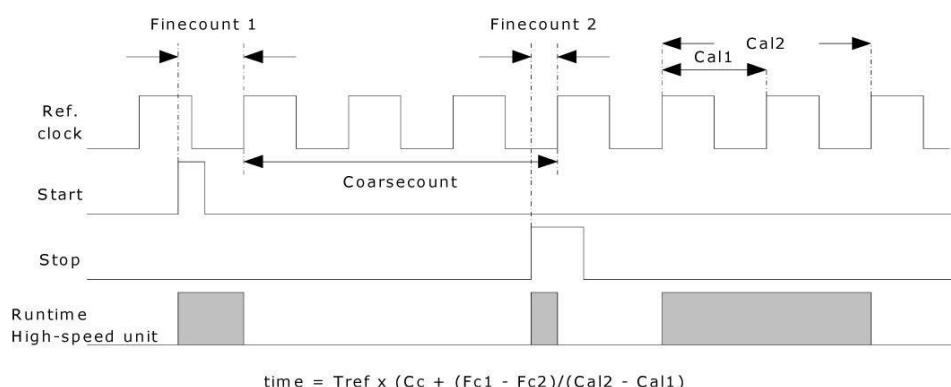 Finecount 1
Finecount 2
Cal2
Cal1
Ref.
clock
Coarsecount
Start
Stop
Runtime
High-speed unit
time = Tref x (Cc + (Fc1 - Fc2)/(Cal2 - Cal1)